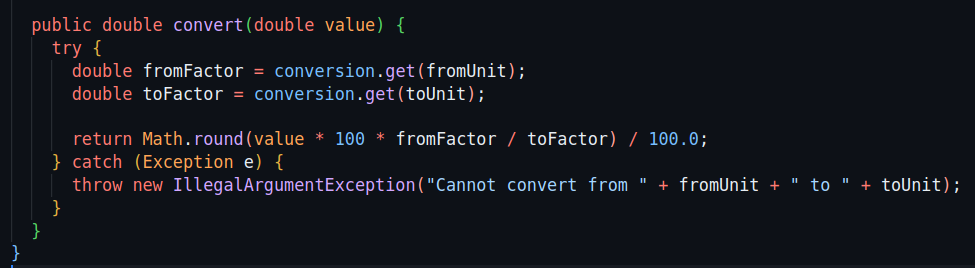 public double convert(double value) {
try {
double fromFactor = conversion.get(fromUnit);
double toFactor = conversion.get(toUnit);
return Math.round(value * 100 * fromFactor / toFactor) / 100.0;
} catch (Exception e) {
throw new IllegalArgumentException("Cannot convert from " + fromUnit + " to " + toUnit);
}
}
}